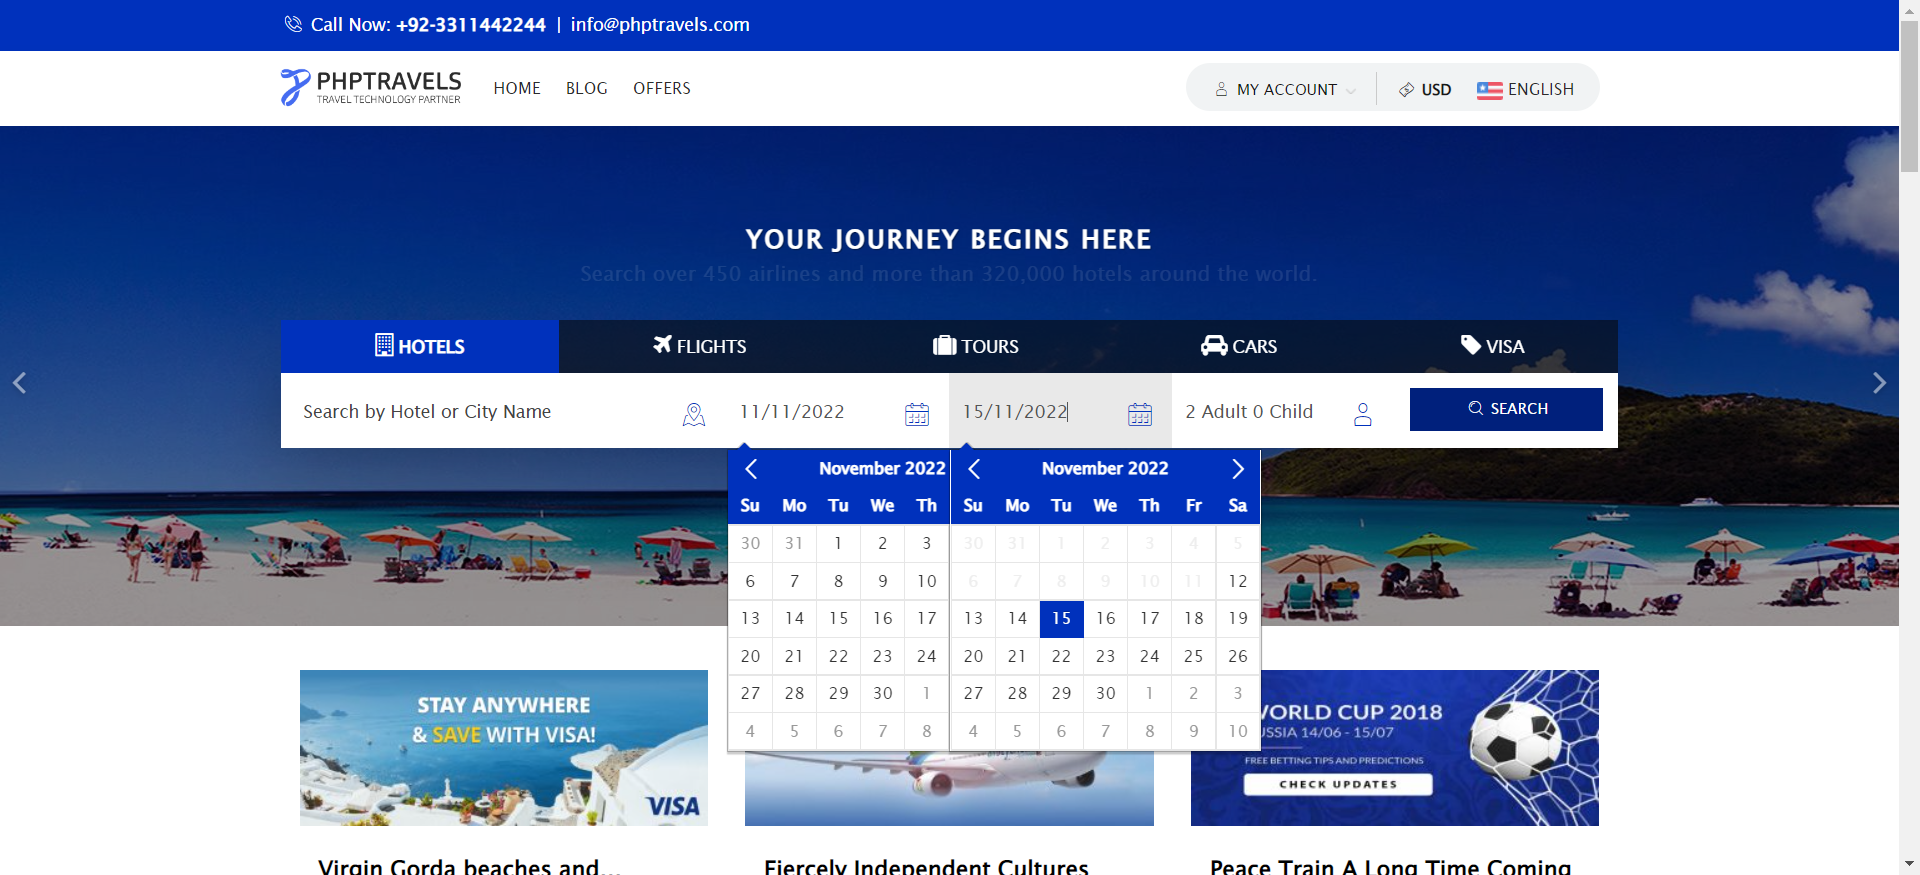 Call Now: +92-3311442244 | info@phptravels.com
PHPTRAVELS
TRAVEL TECHNOLOGY PARTNER
HOME BLOG OFFERS
MY ACCOUNT USD ENGLISH
YOUR JOURNEY BEGINS HERE
Search over 450 airlines and more than 320,000 hotels around the world.
HOTELS FLIGHTS TOURS CARS VISA
Search by Hotel or City Name 11/11/2022 15/11/2022 2 Adult 0 Child SEARCH
November 2022
Su Mo Tu We Th
30 31 1 2 3
6 7 8 9 10
13 14 15 16 17
20 21 22 23 24
27 28 29 30 1
4 5 6 7 8
November 2022
Su Mo Tu We Th Fr Sa
30 31 1 2 3 4 5
6 7 8 9 10 11 12
13 14 15 16 17 18 19
20 21 22 23 24 25 26
27 28 29 30 1 2 3
4 5 6 7 8 9 10
STAY ANYWHERE
& SAVE WITH VISA!
VISA
WORLD CUP 2018
RUSSIA 14/06 - 15/07
FREE BETTING TIPS AND PREDICTIONS
CHECK UPDATES
Virgin Gorda beaches and...
Fiercely Independent Cultures
Peace Train A Long Time Coming